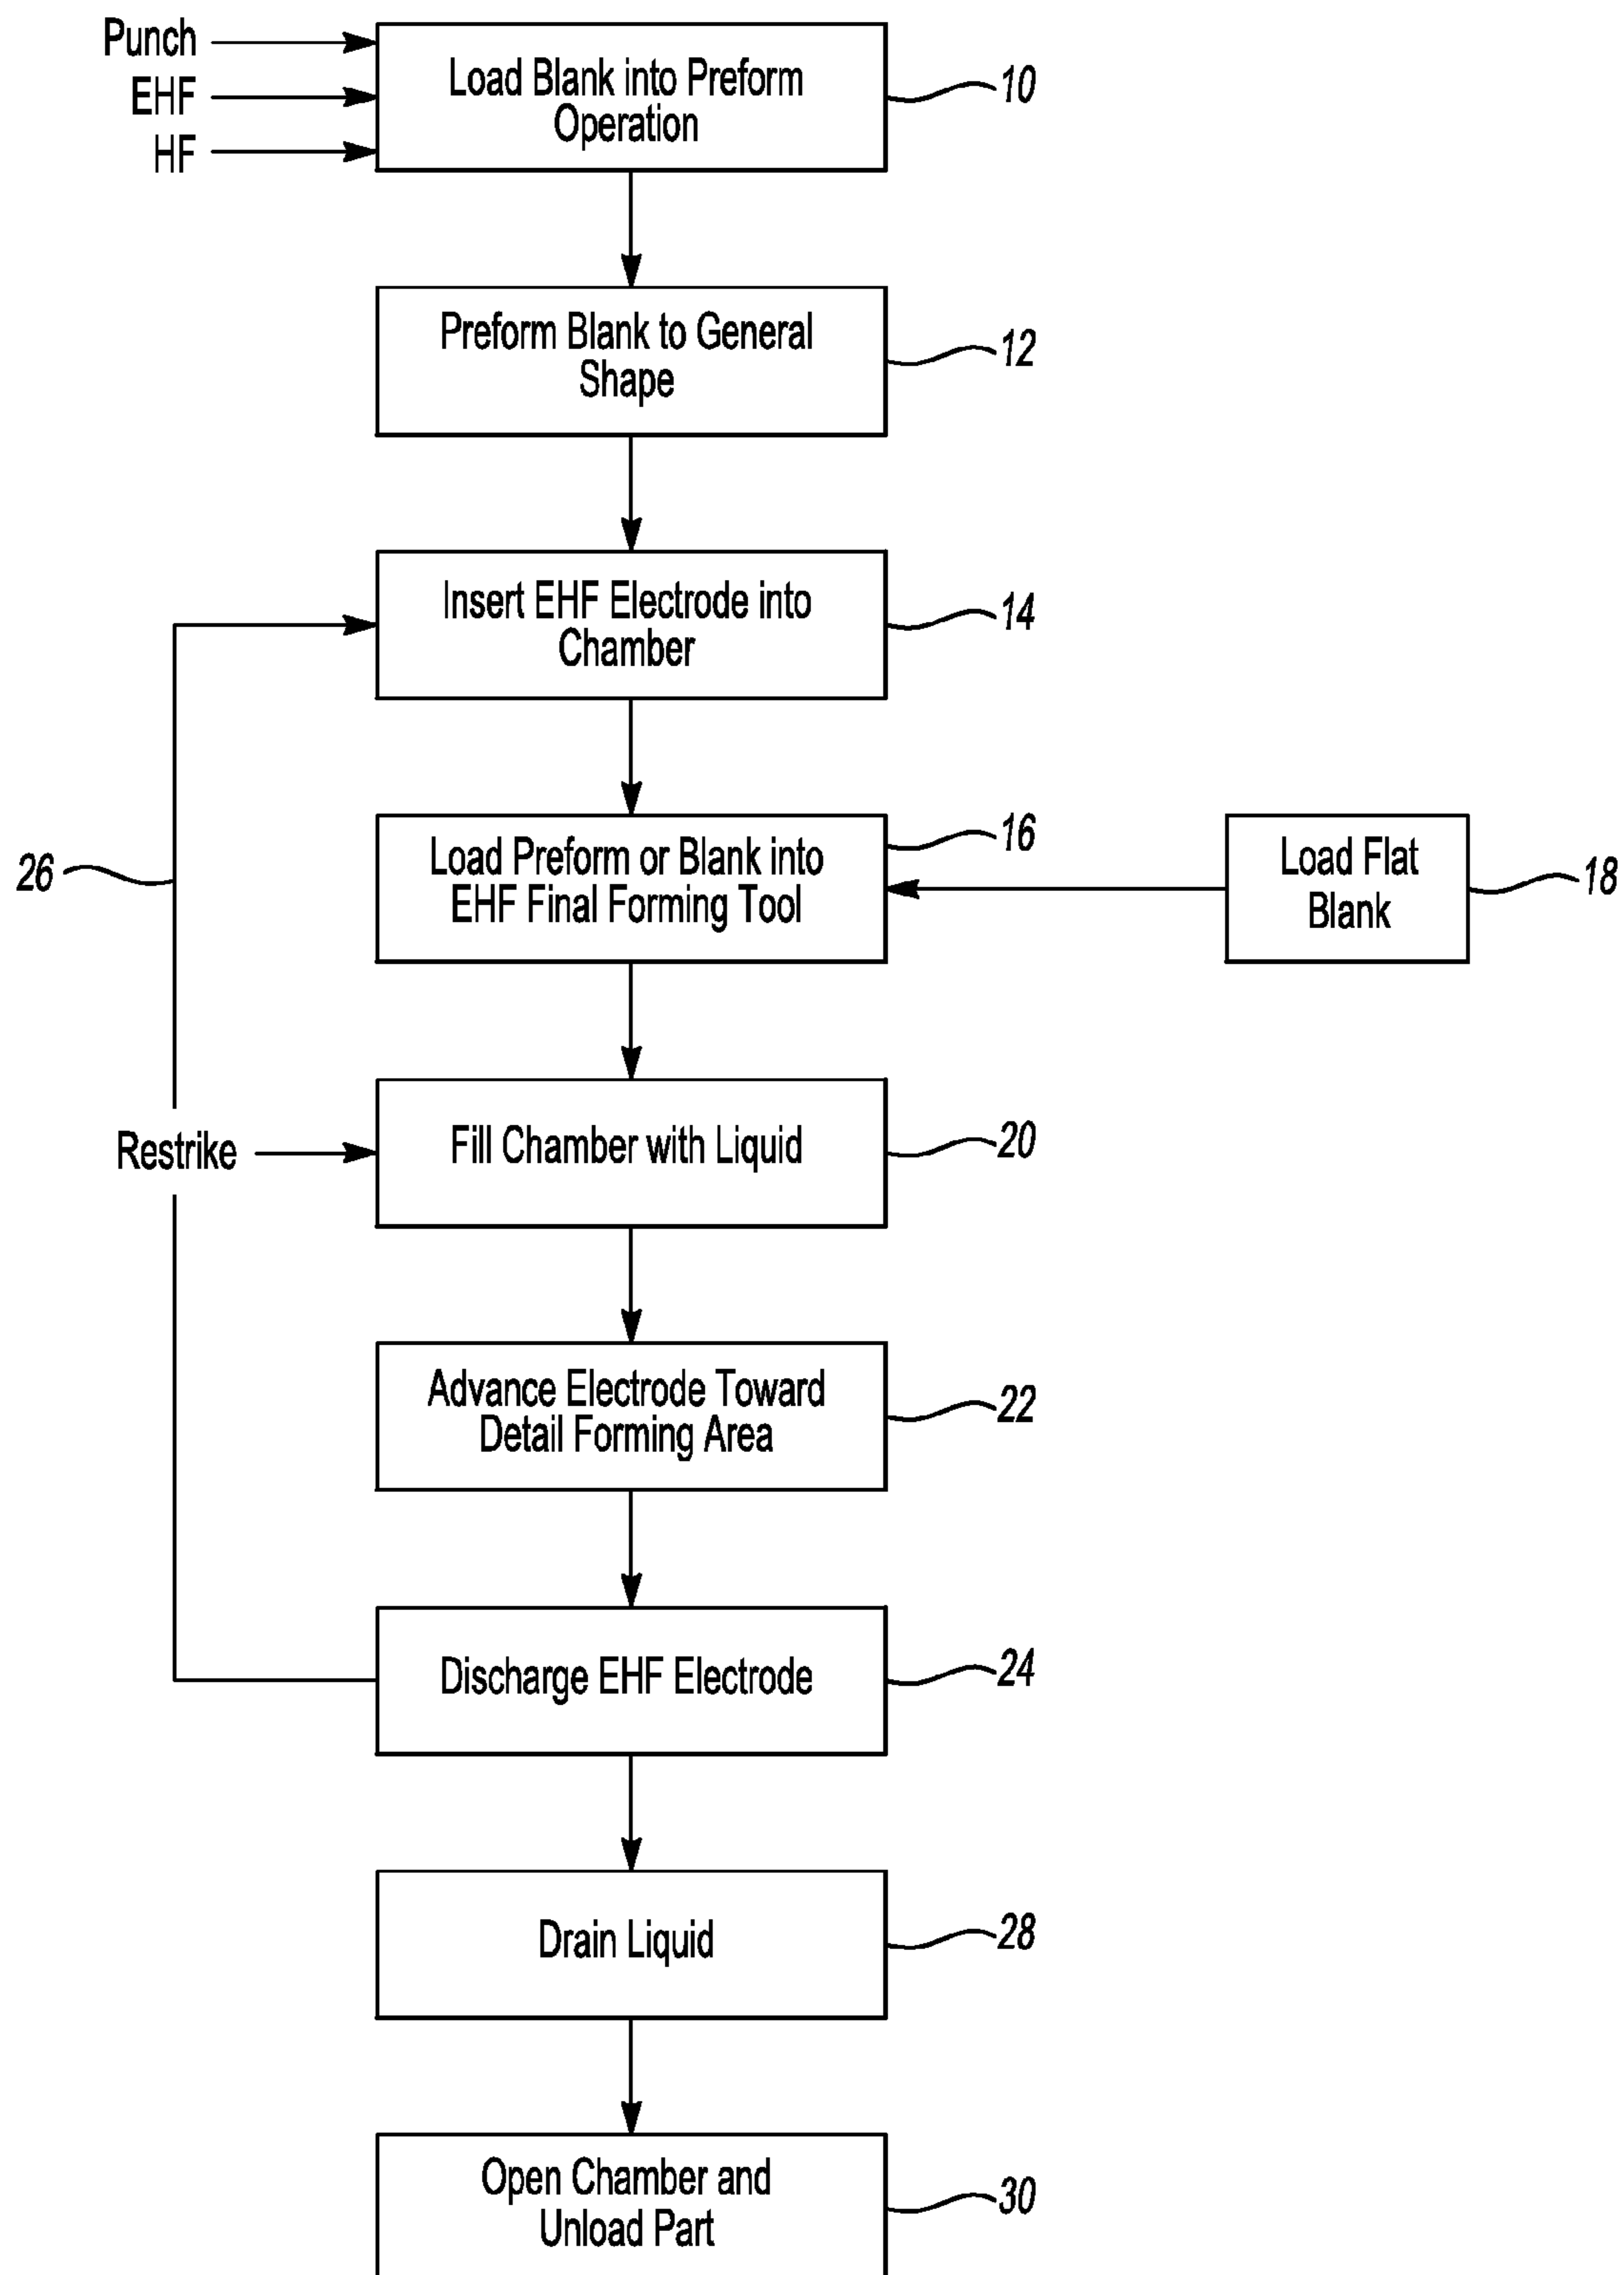 Punch
EHF
HF
Load Blank into Preform
Operation
10
Preform Blank to General
Shape
12
Insert EHF Electrode into
Chamber
14
Load Preform or Blank into
EHF Final Forming Tool
16
Load Flat
Blank
18
26
Restrike
Fill Chamber with Liquid
20
Advance Electrode Toward
Detail Forming Area
22
Discharge EHF Electrode
24
Drain Liquid
28
Open Chamber and
Unload Part
30